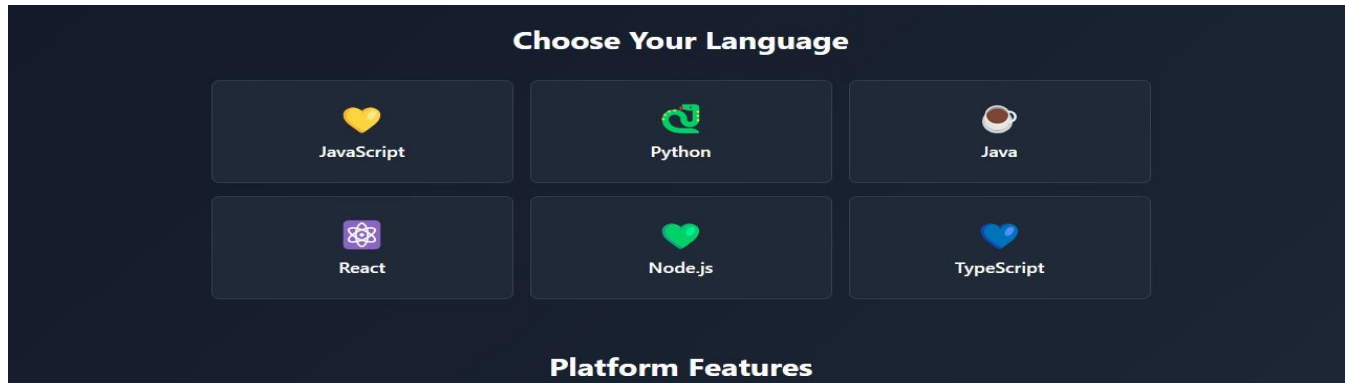 Choose Your Language
JavaScript
Python
Java
React
Node.js
TypeScript
Platform Features